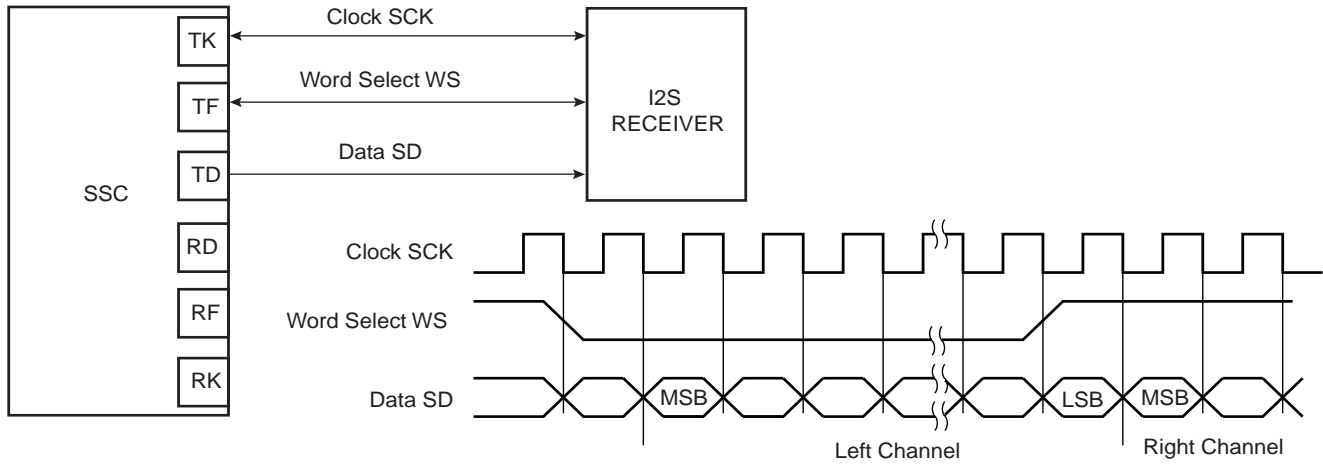 Clock SCK
TK
Word Select WS
TF
I2S
RECEIVER
Data SD
TD
SSC
RD
RF
RK
Clock SCK
Word Select WS
Data SD
MSB
LSB
MSB
Left Channel
Right Channel